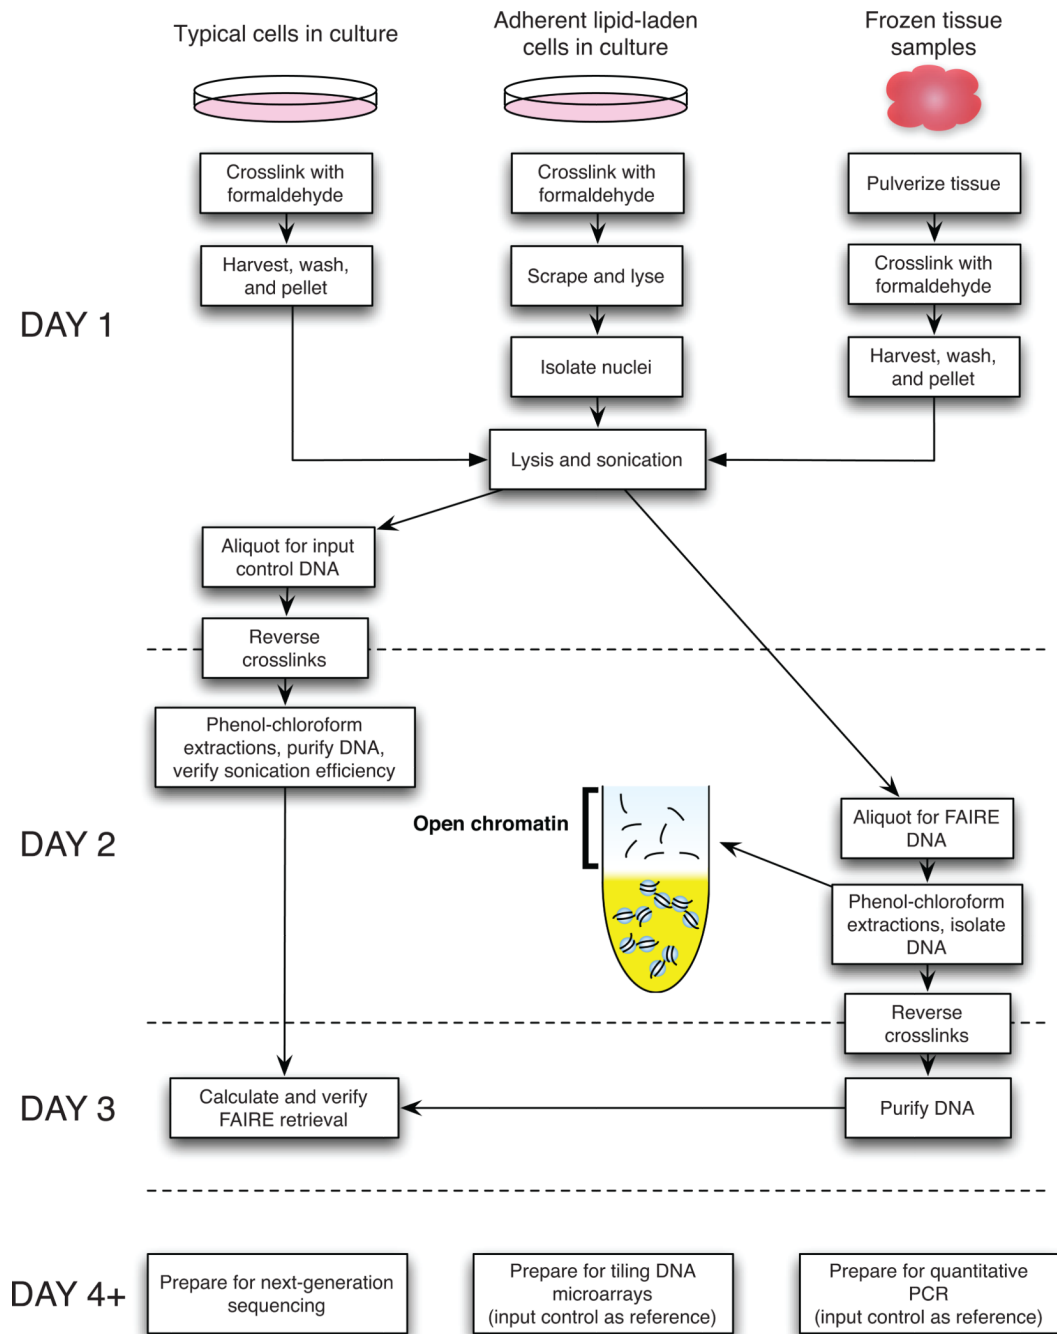 Typical cells in culture
Adherent lipid-laden
cells in culture
Frozen tissue
samples
Crosslink with
formaldehyde
Crosslink with
formaldehyde
Pulverize tissue
Harvest, wash,
and pellet
Scrape and lyse
Crosslink with
formaldehyde
DAY 1
Isolate nuclei
Harvest, wash,
and pellet
Lysis and sonication
Aliquot for input
control DNA
Reverse
crosslinks
Phenol-chloroform
extractions, purify DNA,
verify sonication efficiency
DAY 2
Open chromatin
Aliquot for FAIRE
DNA
Phenol-chloroform
extractions, isolate
DNA
Reverse
crosslinks
DAY 3
Calculate and verify
FAIRE retrieval
Purify DNA
DAY 4+
Prepare for next-generation
sequencing
Prepare for tiling DNA
microarrays
(input control as reference)
Prepare for quantitative
PCR
(input control as reference)